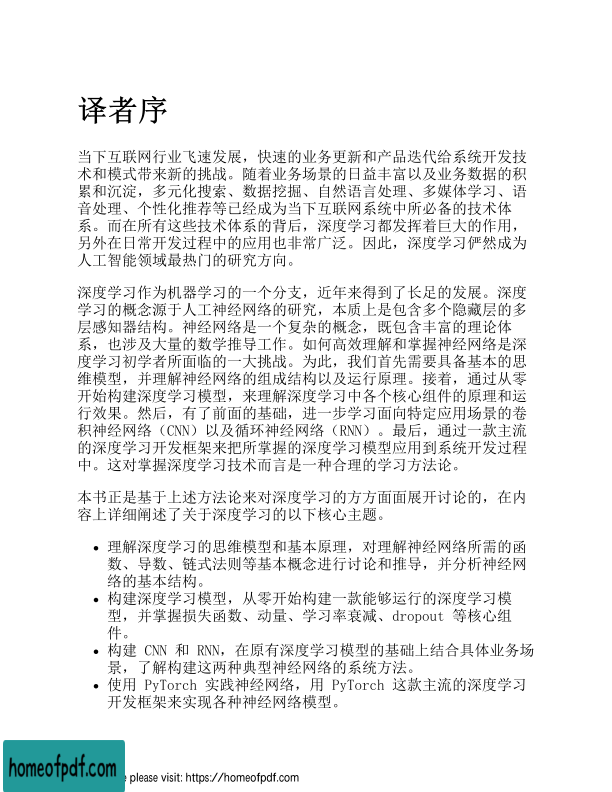 译者序
当下互联网行业飞速发展，快速的业务更新和产品迭代给系统开发技
术和模式带来新的挑战。随着业务场景的日益丰富以及业务数据的积
累和沉淀，多元化搜索、数据挖掘、自然语言处理、多媒体学习、语
音处理、个性化推荐等已经成为当下互联网系统中所必备的技术体
系。而在所有这些技术体系的背后，深度学习都发挥着巨大的作用，
另外在日常开发过程中的应用也非常广泛。因此，深度学习俨然成为
人工智能领域最热门的研究方向。
深度学习作为机器学习的一个分支，近年来得到了长足的发展。深度
学习的概念源于人工神经网络的研究，本质上是包含多个隐藏层的多
层感知器结构。神经网络是一个复杂的概念，既包含丰富的理论体
系，也涉及大量的数学推导工作。如何高效理解和掌握神经网络是深
度学习初学者所面临的一大挑战。为此，我们首先需要具备基本的思
维模型，并理解神经网络的组成结构以及运行原理。接着，通过从零
开始构建深度学习模型，来理解深度学习中各个核心组件的原理和运
行效果。然后，有了前面的基础，进一步学习面向特定应用场景的卷
积神经网络（CNN）以及循环神经网络（RNN）。最后，通过一款主流
的深度学习开发框架来把所掌握的深度学习模型应用到系统开发过程
中。这对掌握深度学习技术而言是一种合理的学习方法论。
本书正是基于上述方法论来对深度学习的方方面面展开讨论的，在内
容上详细阐述了关于深度学习的以下核心主题。
• 理解深度学习的思维模型和基本原理，对理解神经网络所需的函
数、导数、链式法则等基本概念进行讨论和推导，并分析神经网
络的基本结构。
• 构建深度学习模型，从零开始构建一款能够运行的深度学习模
型，并掌握损失函数、动量、学习率衰减、dropout 等核心组
件。
• 构建 CNN 和 RNN，在原有深度学习模型的基础上结合具体业务场
景，了解构建这两种典型神经网络的系统方法。
• 使用 PyTorch 实践神经网络，用 PyTorch 这款主流的深度学习
开发框架来实现各种神经网络模型。
homeofpdf.com
please visit: https://homeofpdf.com